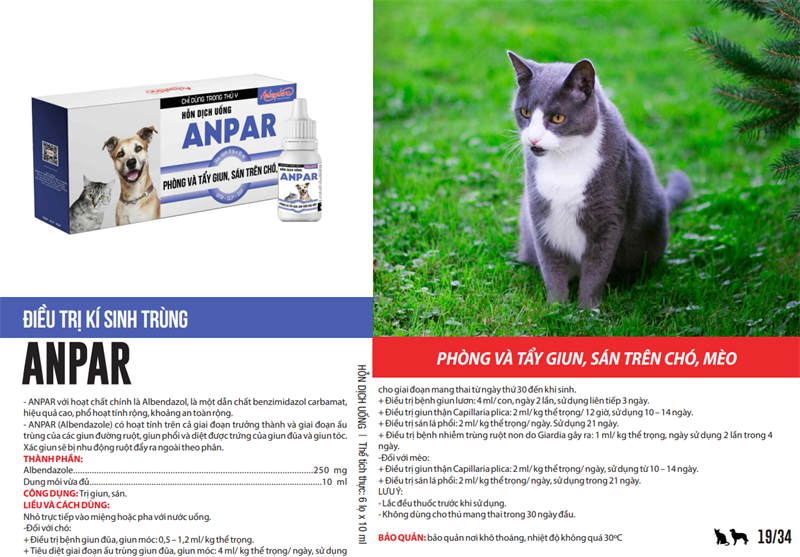 CHỈ DÙNG TRONG THÚ Y
HỖN DỊCH UỐNG
ANPAR
PHÒNG VÀ TẨY GIUN, SÁN TRÊN CHÓ,
HỖN DỊCH UỐNG
ANPAR
ĐIỀU TRỊ KÍ SINH TRÙNG
ANPAR
- ANPAR với hoạt chất chính là Albendazol, là một dẫn chất benzimidazol carbamat,
hiệu quả cao, phổ hoạt tính rộng, khoảng an toàn rộng.
- ANPAR (Albendazole) có hoạt tính trên cả giai đoạn trưởng thành và giai đoạn ấu
trùng của các giun đường ruột, giun phổi và diệt được trứng của giun đũa và giun tóc.
Xác giun sẽ bị nhu động ruột đẩy ra ngoài theo phân.
THÀNH PHẦN:
Albendazole....................................................................................250 mg
Dung môi vừa đủ.................................................................................10 ml
CÔNG DỤNG: Trị giun, sán.
LIỀU VÀ CÁCH DÙNG:
Nhỏ trực tiếp vào miệng hoặc pha với nước uống.
-Đối với chó:
+ Điều trị bệnh giun đũa, giun móc: 0,5 – 1,2 ml/ kg thể trọng.
+ Tiêu diệt giai đoạn ấu trùng giun đũa, giun móc: 4 ml/ kg thể trọng/ ngày, sử dụng
HỖN DỊCH UỐNG | Thể tích thực: 6 lọ x 10 ml
PHÒNG VÀ TẨY GIUN, SÁN TRÊN CHÓ, MÈO
cho giai đoạn mang thai từ ngày thứ 30 đến khi sinh.
+ Điều trị bệnh giun lươn: 4 ml/ con, ngày 2 lần, sử dụng liên tiếp 3 ngày.
+ Điều trị giun thận Capillaria plica: 2 ml/ kg thể trọng/ 12 giờ, sử dụng 10 – 14 ngày.
+ Điều trị sán lá phổi: 2 ml/ kg thể trọng/ ngày. Sử dụng 21 ngày.
+ Điều trị bệnh nhiễm trùng ruột non do Giardia gây ra: 1 ml/ kg thể trọng, ngày sử dụng 2 lần trong 4
ngày.
-Đối với mèo:
+ Điều trị giun thận Capillaria plica: 2 ml/ kg thể trọng/ ngày, sử dụng từ 10 – 14 ngày.
+ Điều trị sán lá phổi: 2 ml/ kg thể trọng/ ngày, sử dụng trong 21 ngày.
LƯU Ý:
- Lắc đều thuốc trước khi sử dụng.
- Không dùng cho thú mang thai trong 30 ngày đầu.
BẢO QUẢN: bảo quản nơi khô thoáng, nhiệt độ không quá 30ºC
19/34